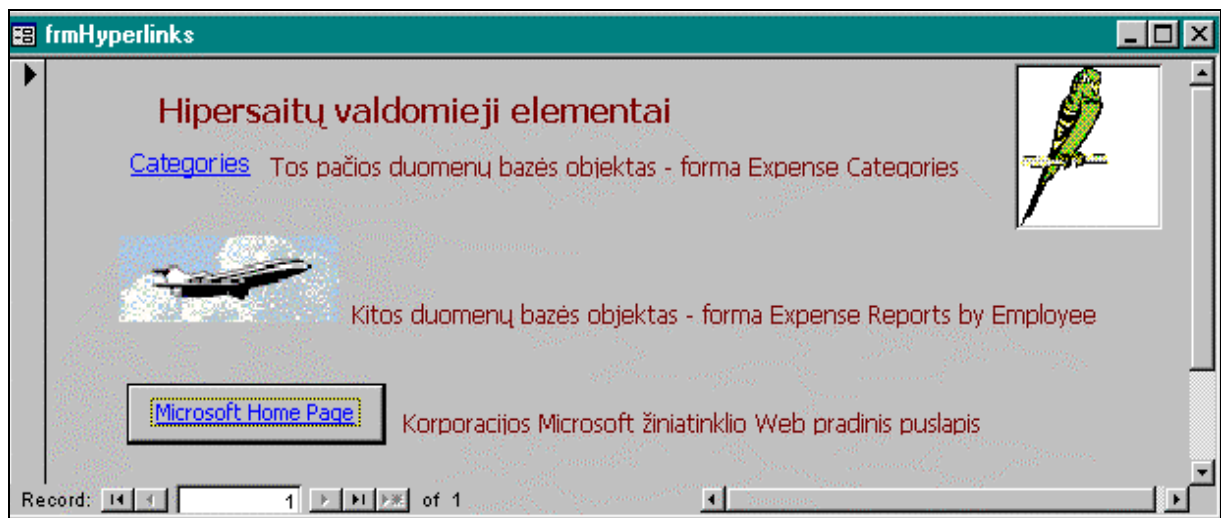 frmHyperlinks
Hipersaitų valdomieji elementai
Categories Tos pačios duomenų bazės objektas - forma Expense Categories
Kitos duomenų bazės objektas - forma Expense Reports by Employee
Microsoft Home Page Korporacijos Microsoft žiniatinklio Web pradinis puslapis
Record: 1 of 1